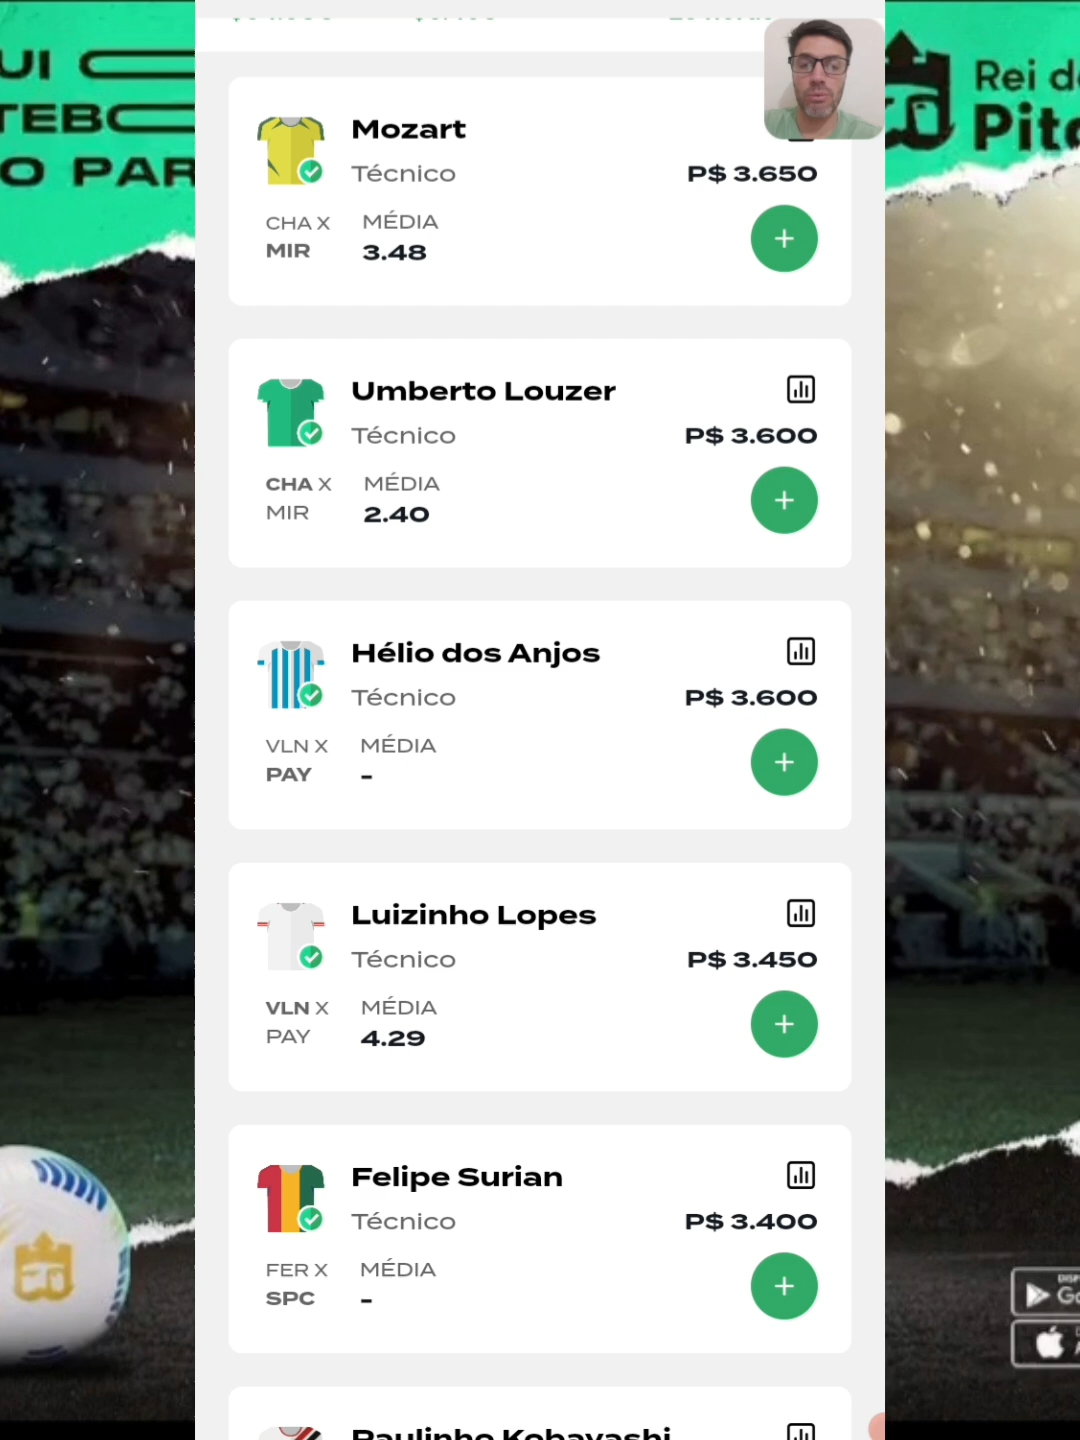 Mozart
Técnico
P$ 3.650
CHA X
MÉDIA
MIR
3.48
Umberto Louzer
Técnico
P$ 3.600
CHA X
MÉDIA
MIR
2.40
Hélio dos Anjos
Técnico
P$ 3.600
VLN X
MÉDIA
PAY
-
Luizinho Lopes
Técnico
P$ 3.450
VLN X
MÉDIA
PAY
4.29
Felipe Surian
Técnico
P$ 3.400
FER X
MÉDIA
SPC
-
Paulinho Kobayashi
Rei